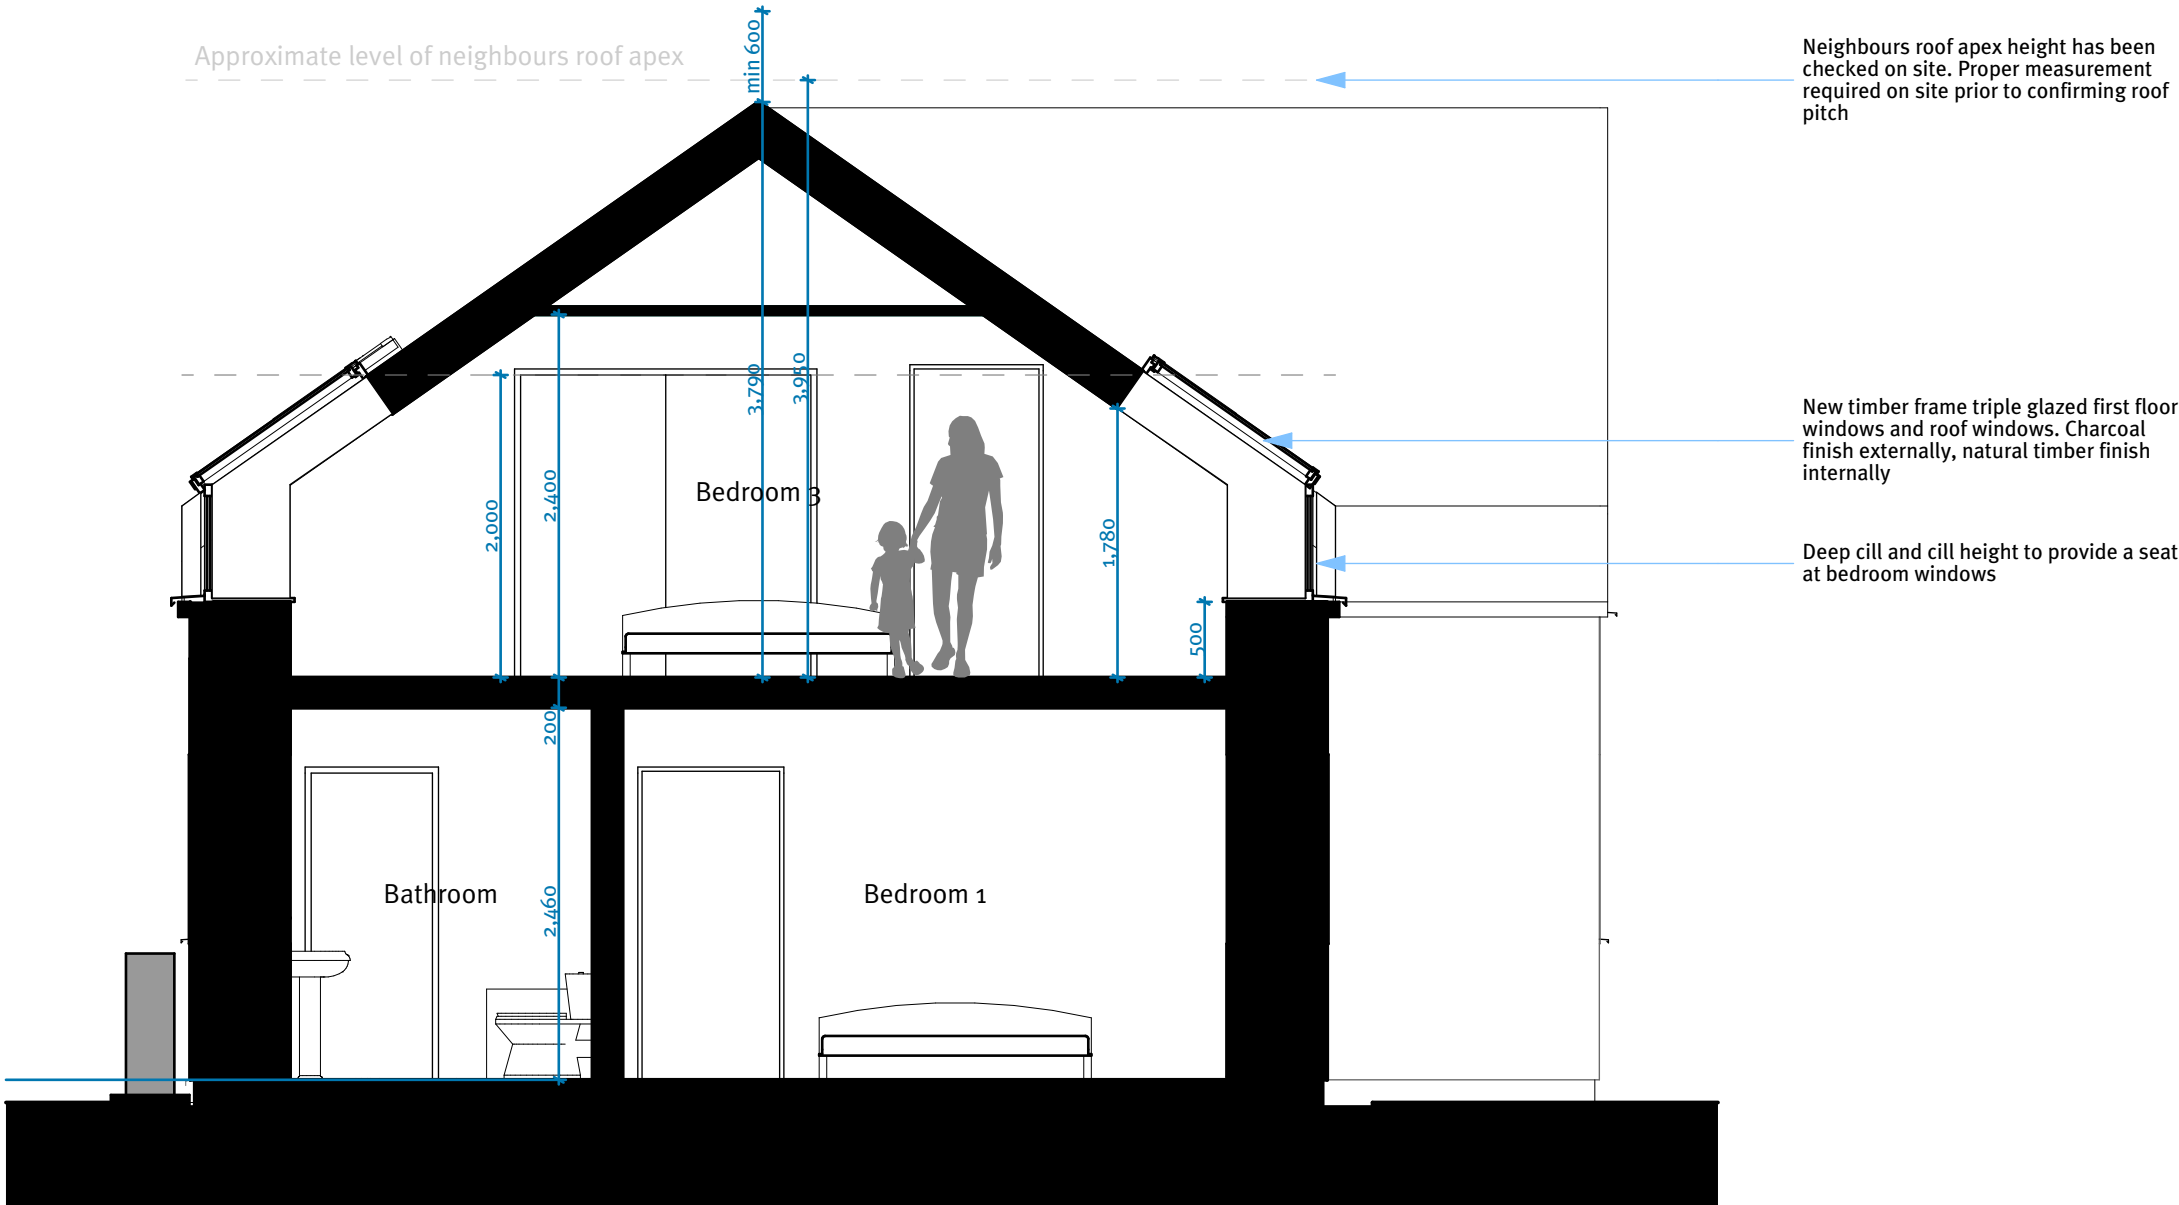 min 600
Approximate level of neighbours roof apex
Neighbours roof apex height has been
checked on site. Proper measurement
required on site prior to confirming roof
pitch
3,790
3,950
New timber frame triple glazed first floor
windows and roof windows. Charcoal
finish externally, natural timber finish
internally
2,000
2,400
Bedroom 3
1,780
Deep cill and cill height to provide a seat
at bedroom windows
500
200
2,460
Bathroom
Bedroom 1